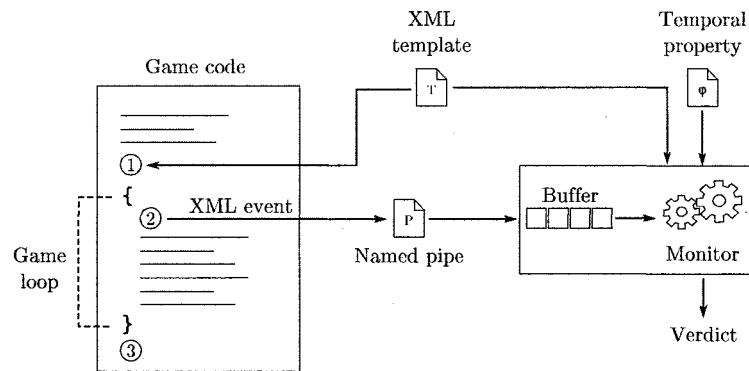 XML
template
Temporal
property
Game code
T
φ
1
{
2
XML event
P
Named pipe
Buffer
Monitor
Game
loop
}
3
Verdict